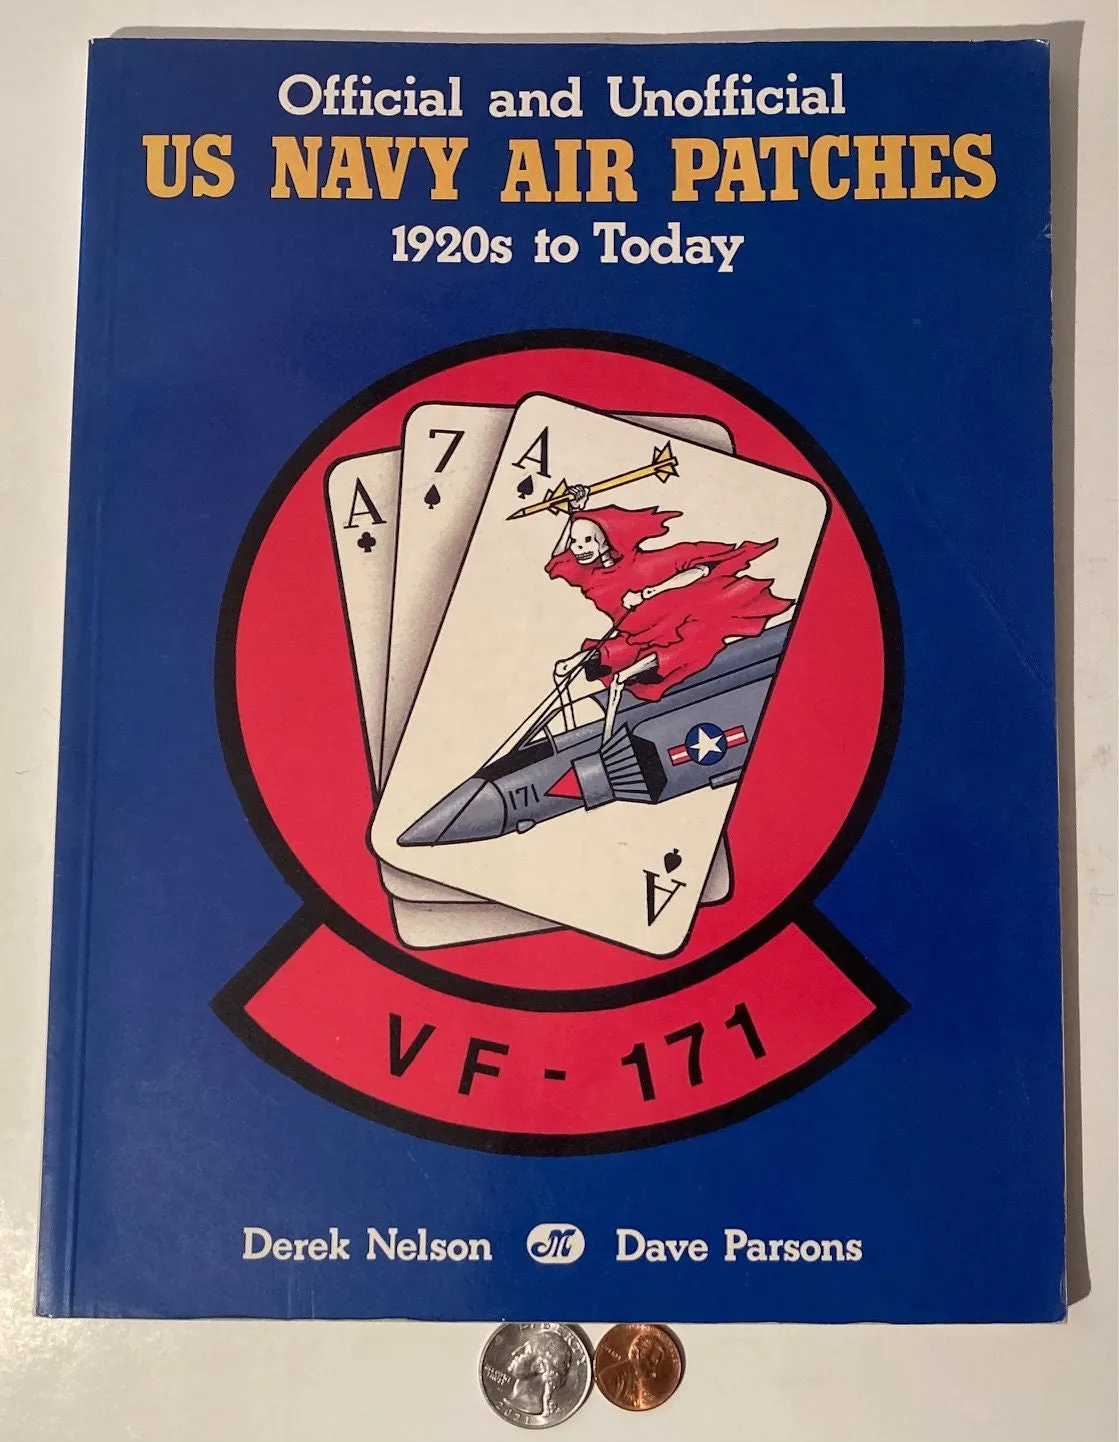 Official and Unofficial
US NAVY AIR PATCHES
1920s to Today
A
7
A
171
A
VF-171
Derek Nelson M Dave Parsons